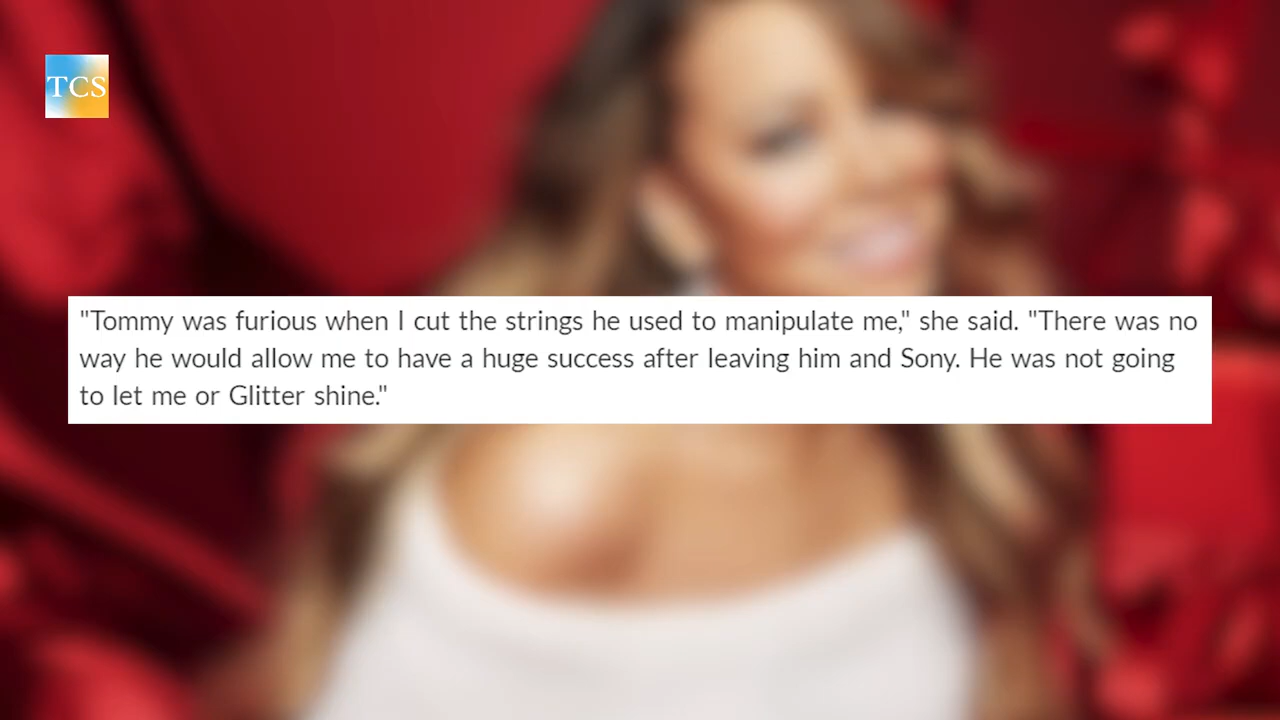 TCS
"Tommy was furious when I cut the strings he used to manipulate me," she said. "There was no
way he would allow me to have a huge success after leaving him and Sony. He was not going
to let me or Glitter shine."